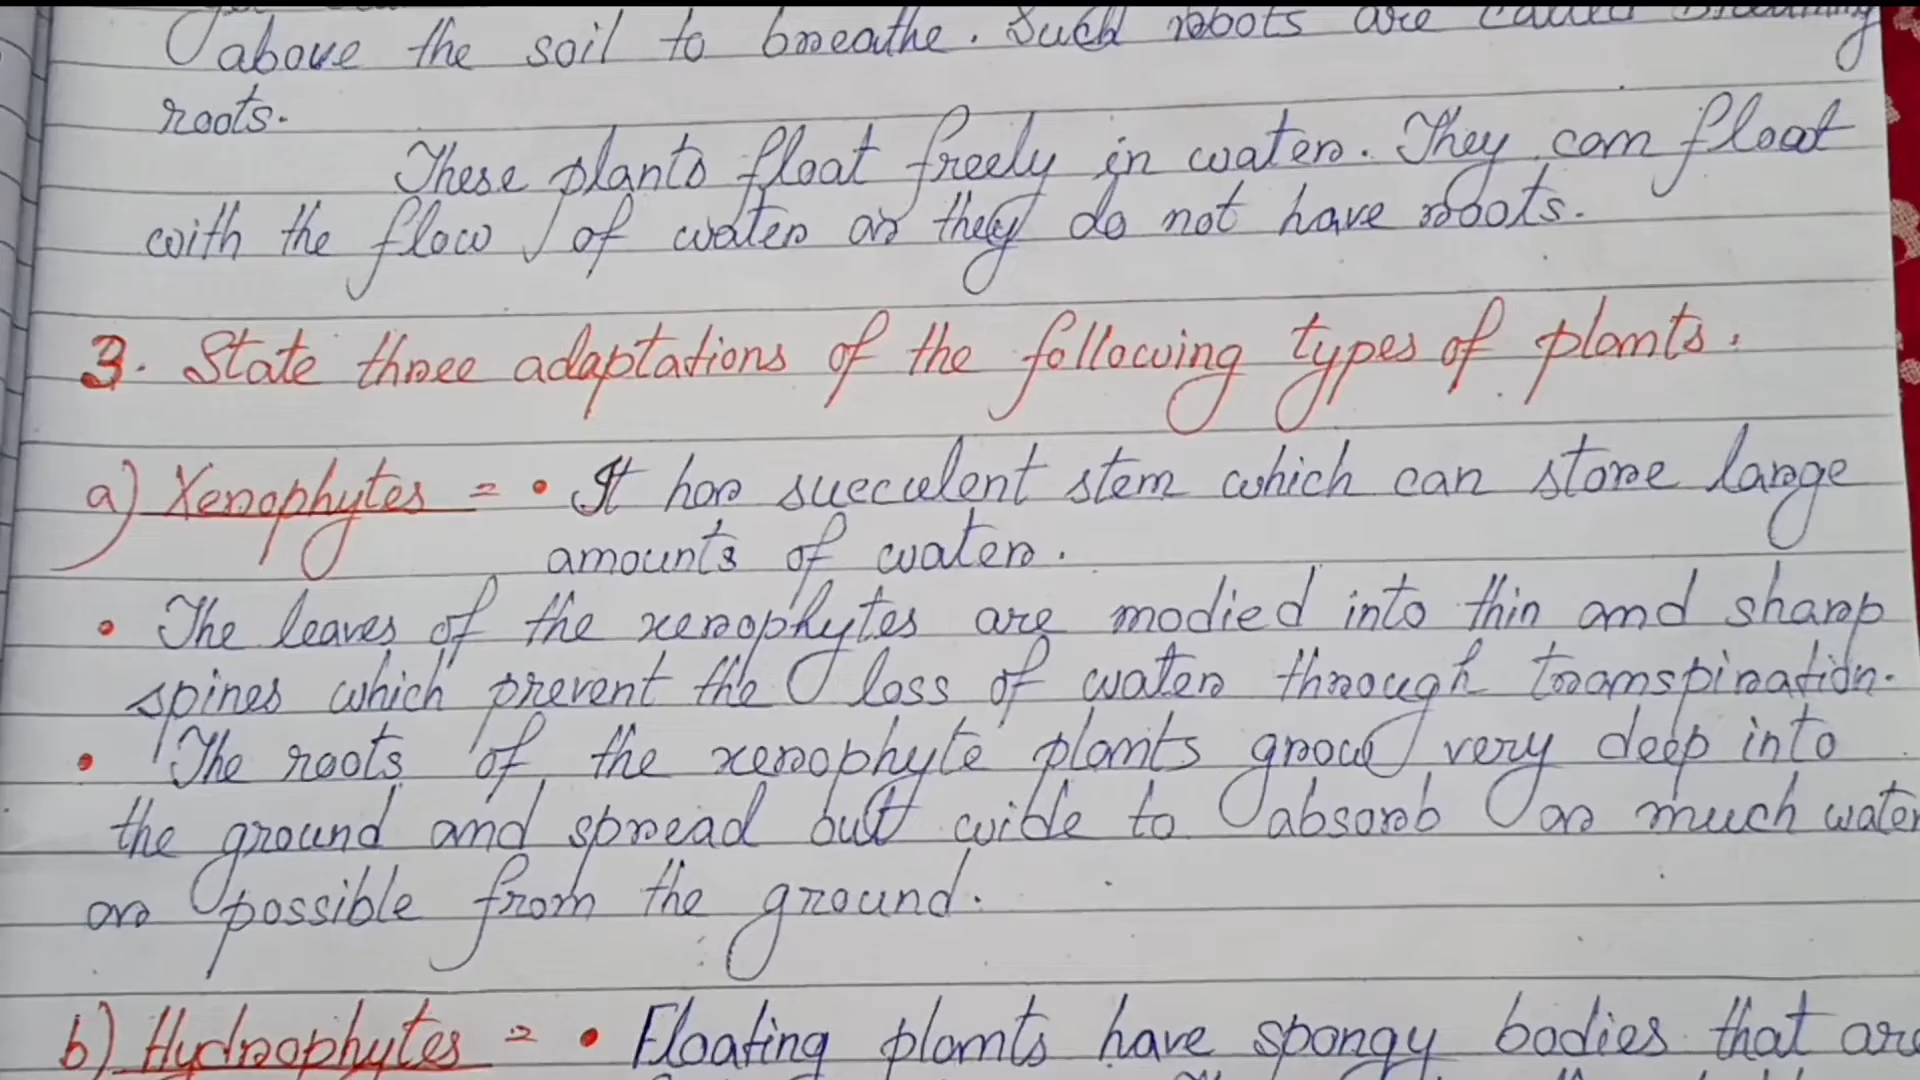 above the soil to breathe. Such roots are called Breathing
roots.
These plants float freely in water. They can float
with the flow of water as they do not have roots.
3. State three adaptations of the following types of plants.
a) Xerophytes = • It has succulent stem which can store large
amounts of water.
• The leaves of the xerophytes are modied into thin and sharp
spines which prevent the loss of water through transpiration.
• The roots of the xerophyte plants grow very deep into
the ground and spread out wide to absorb as much water
as possible from the ground.
b) Hydrophytes = • Floating plants have spongy bodies that are